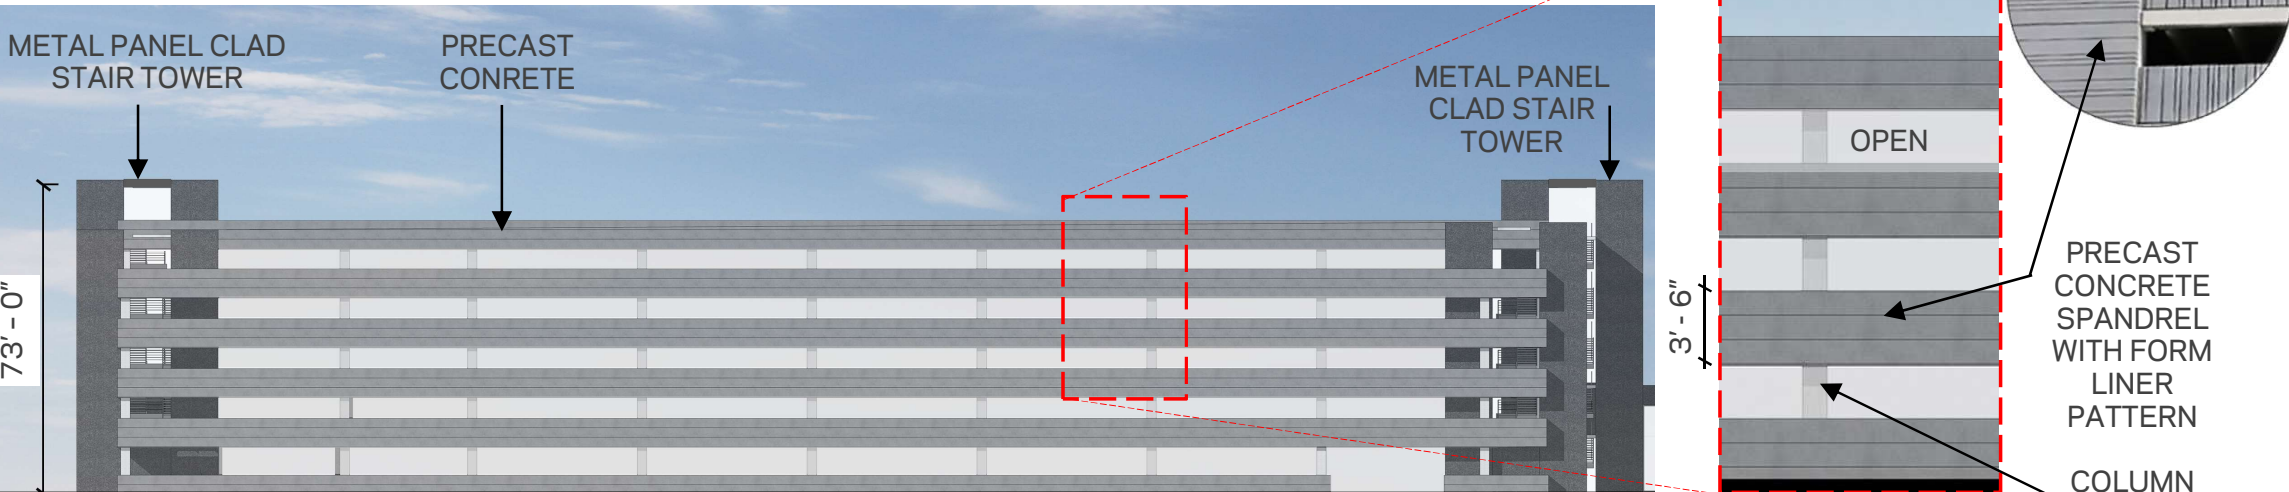 METAL PANEL CLAD
STAIR TOWER
PRECAST
CONRETE
METAL PANEL
CLAD STAIR
TOWER
73' - 0"
OPEN
3' - 6"
PRECAST
CONCRETE
SPANDREL
WITH FORM
LINER
PATTERN
COLUMN